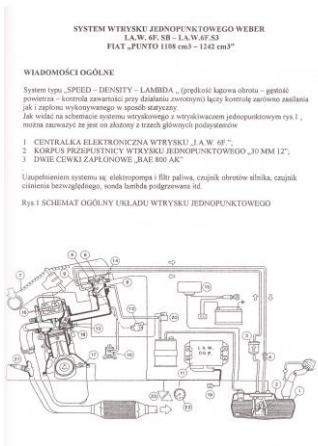 SYSTEM WTRYSKU JEDNOPUNKTOWEGO WEBER
I.A.W. 6F. SB – I.A.W.6F.S3
FIAT „PUNTO 1108 cm3 – 1242 cm3”
WIADOMOŚCI OGÓLNE
System typu „SPEED – DENSITY – LAMBDA „ (prędkość kątowa obrotu – gęstość
powietrza – kontrola zawartości przy działaniu zwrotnym) łączy kontrolę zarówno zasilania
jak i zapłonu wykonywanego w sposób statyczny.
Jak widać na schemacie systemu wtryskowego z wtryskiwaczem jednopunktowym rys.1 ,
można zauważyć że jest on złożony z trzech głównych podsystemów
1 CENTRALKA ELEKTRONICZNA WTRYSKU „I.A.W. 6F.”
2 KORPUS PRZEPUSTNICY WTRYSKU JEDNOPUNKTOWEGO „30 MM 12”;
3 DWIE CEWKI ZAPŁONOWE „BAE 800 AK”
Uzupełnieniem systemu są: elektropompa i filtr paliwa, czujnik obrotów silnika, czujnik
ciśnienia bezwzględnego, sonda lambda podgrzewana itd.
Rys.1 SCHEMAT OGÓLNY UKŁADU WTRYSKU JEDNOPUNKTOWEGO
I.A.W.